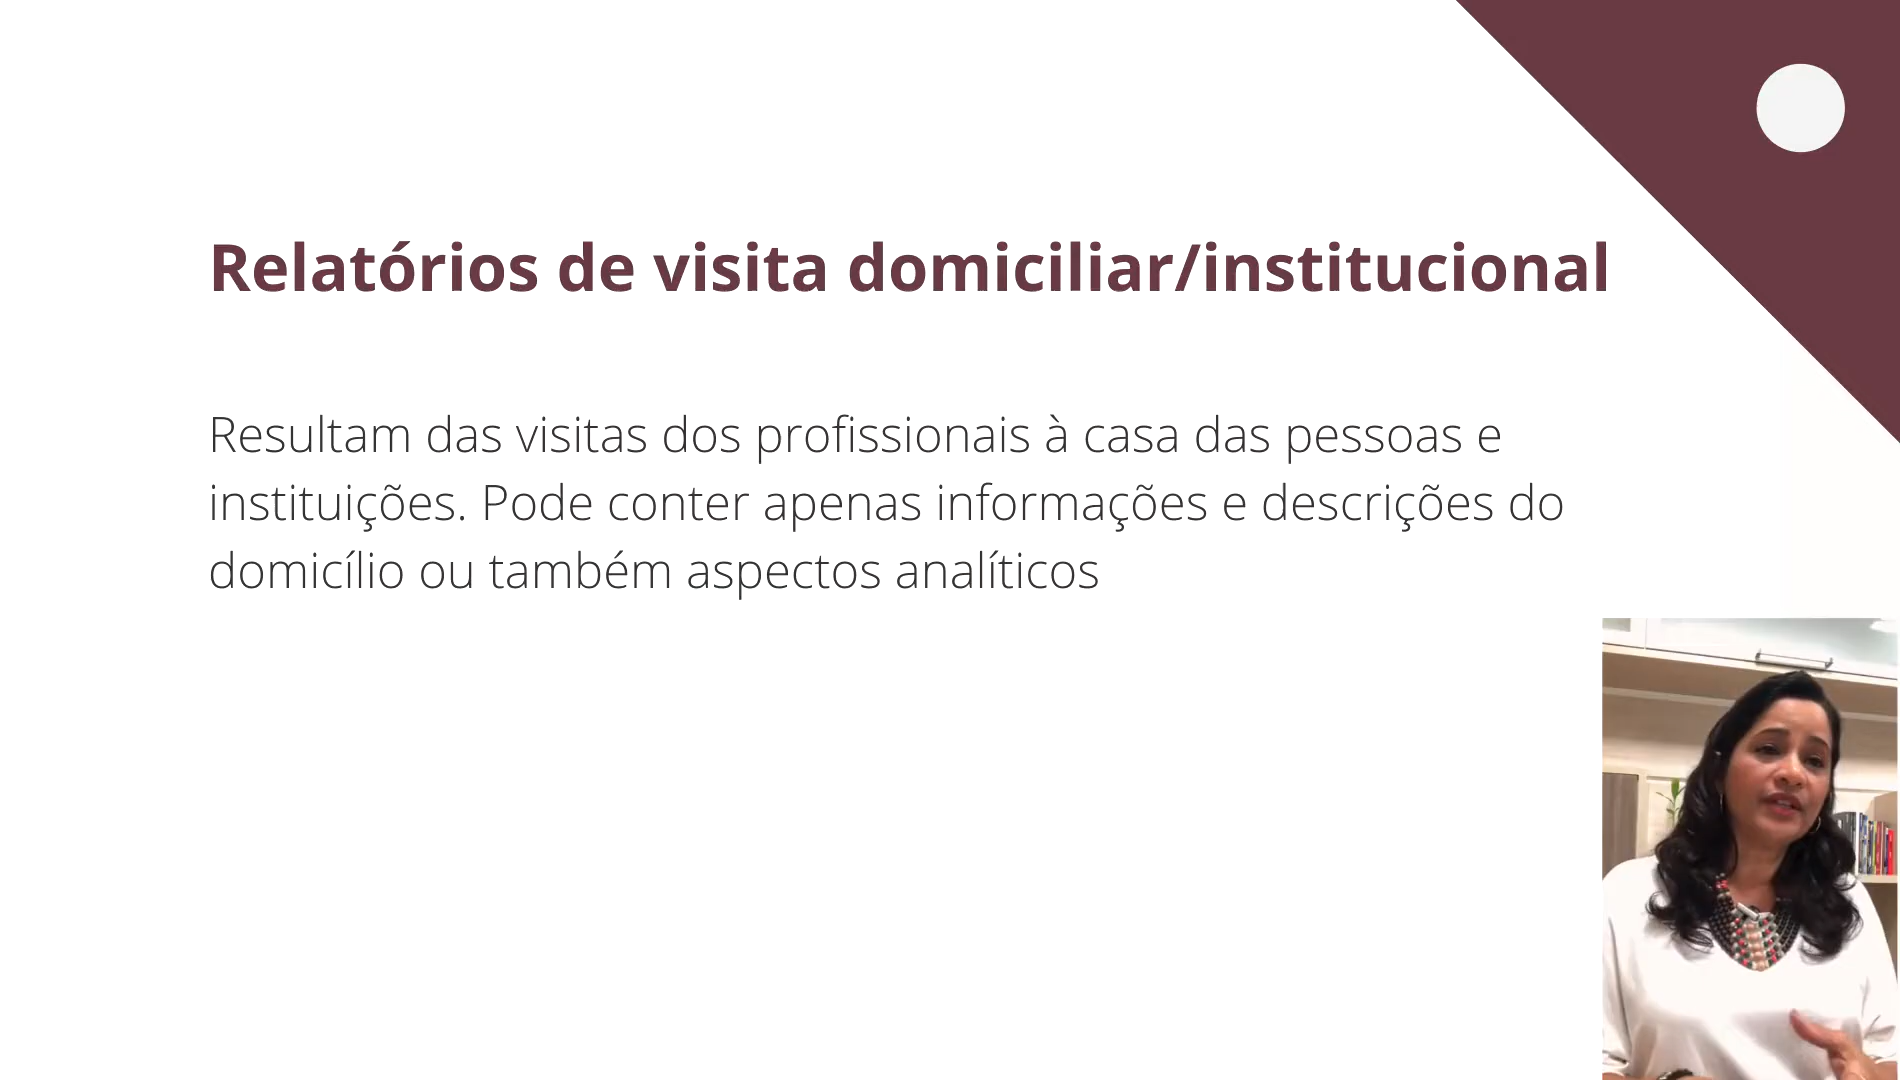 Relatórios de visita domiciliar/institucional
Resultam das visitas dos profissionais à casa das pessoas e
instituições. Pode conter apenas informações e descrições do
domicílio ou também aspectos analíticos